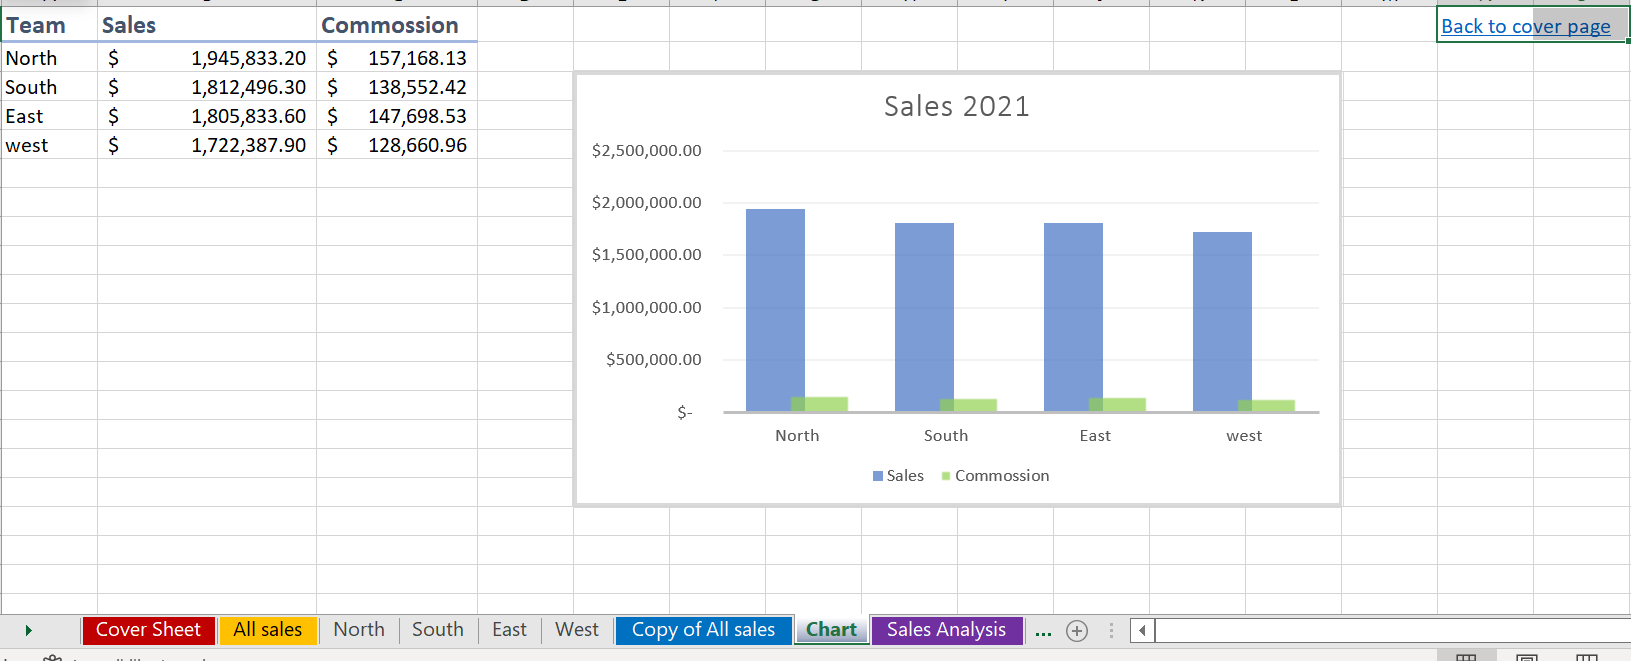 Team Sales Commossion Back to cover page
North $ 1,945,833.20 $ 157,168.13
South $ 1,812,496.30 $ 138,552.42
East $ 1,805,833.60 $ 147,698.53
west $ 1,722,387.90 $ 128,660.96
Sales 2021
$2,500,000.00
$2,000,000.00
$1,500,000.00
$1,000,000.00
$500,000.00
$-
North South East west
Sales Commossion
Cover Sheet All sales North South East West Copy of All sales Chart Sales Analysis ...